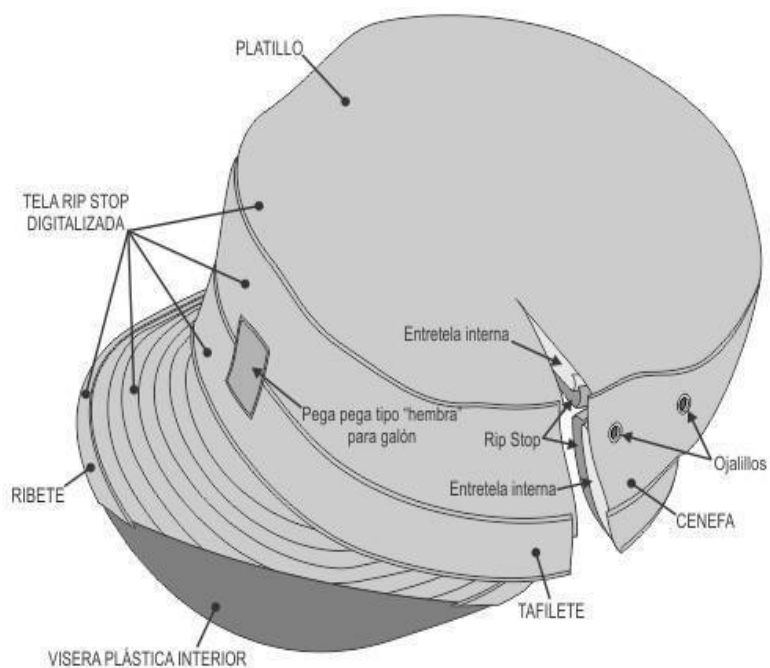 PLATILLO
TELA RIP STOP
DIGITALIZADA
Entretela interna
Pega pega tipo “hembra”
para galón
Rip Stop
Ojalillos
Entretela interna
RIBETE
CENEFA
TAFILETE
VISERA PLÁSTICA INTERIOR